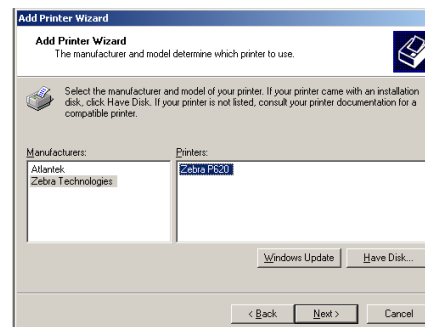 Add Printer Wizard
Add Printer Wizard
The manufacturer and model determine which printer to use.
Select the manufacturer and model of your printer. If your printer came with an installation
disk, click Have Disk. If your printer is not listed, consult your printer documentation for a
compatible printer.
Manufacturers:
Atlantek
Zebra Technologies
Printers:
Zebra P620
Windows Update
Have Disk...
< Back
Next >
Cancel